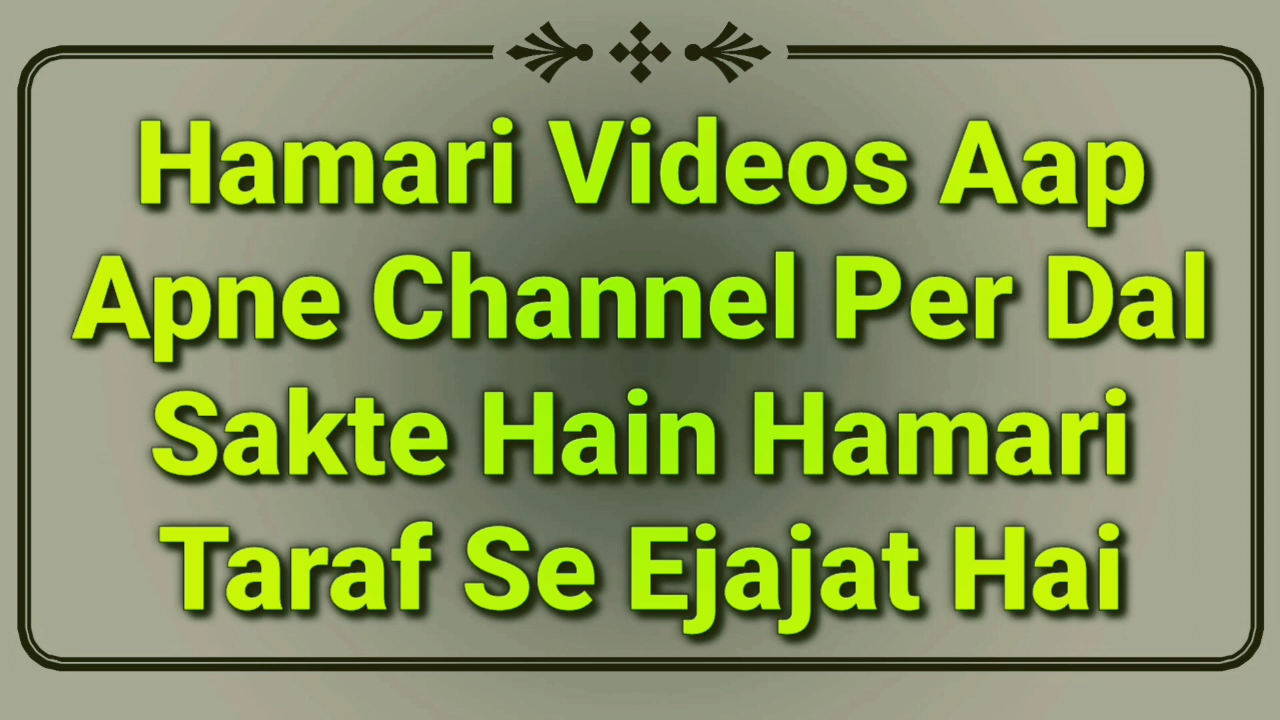 Hamari Videos Aap
Apne Channel Per Dal
Sakte Hain Hamari
Taraf Se Ejajat Hai